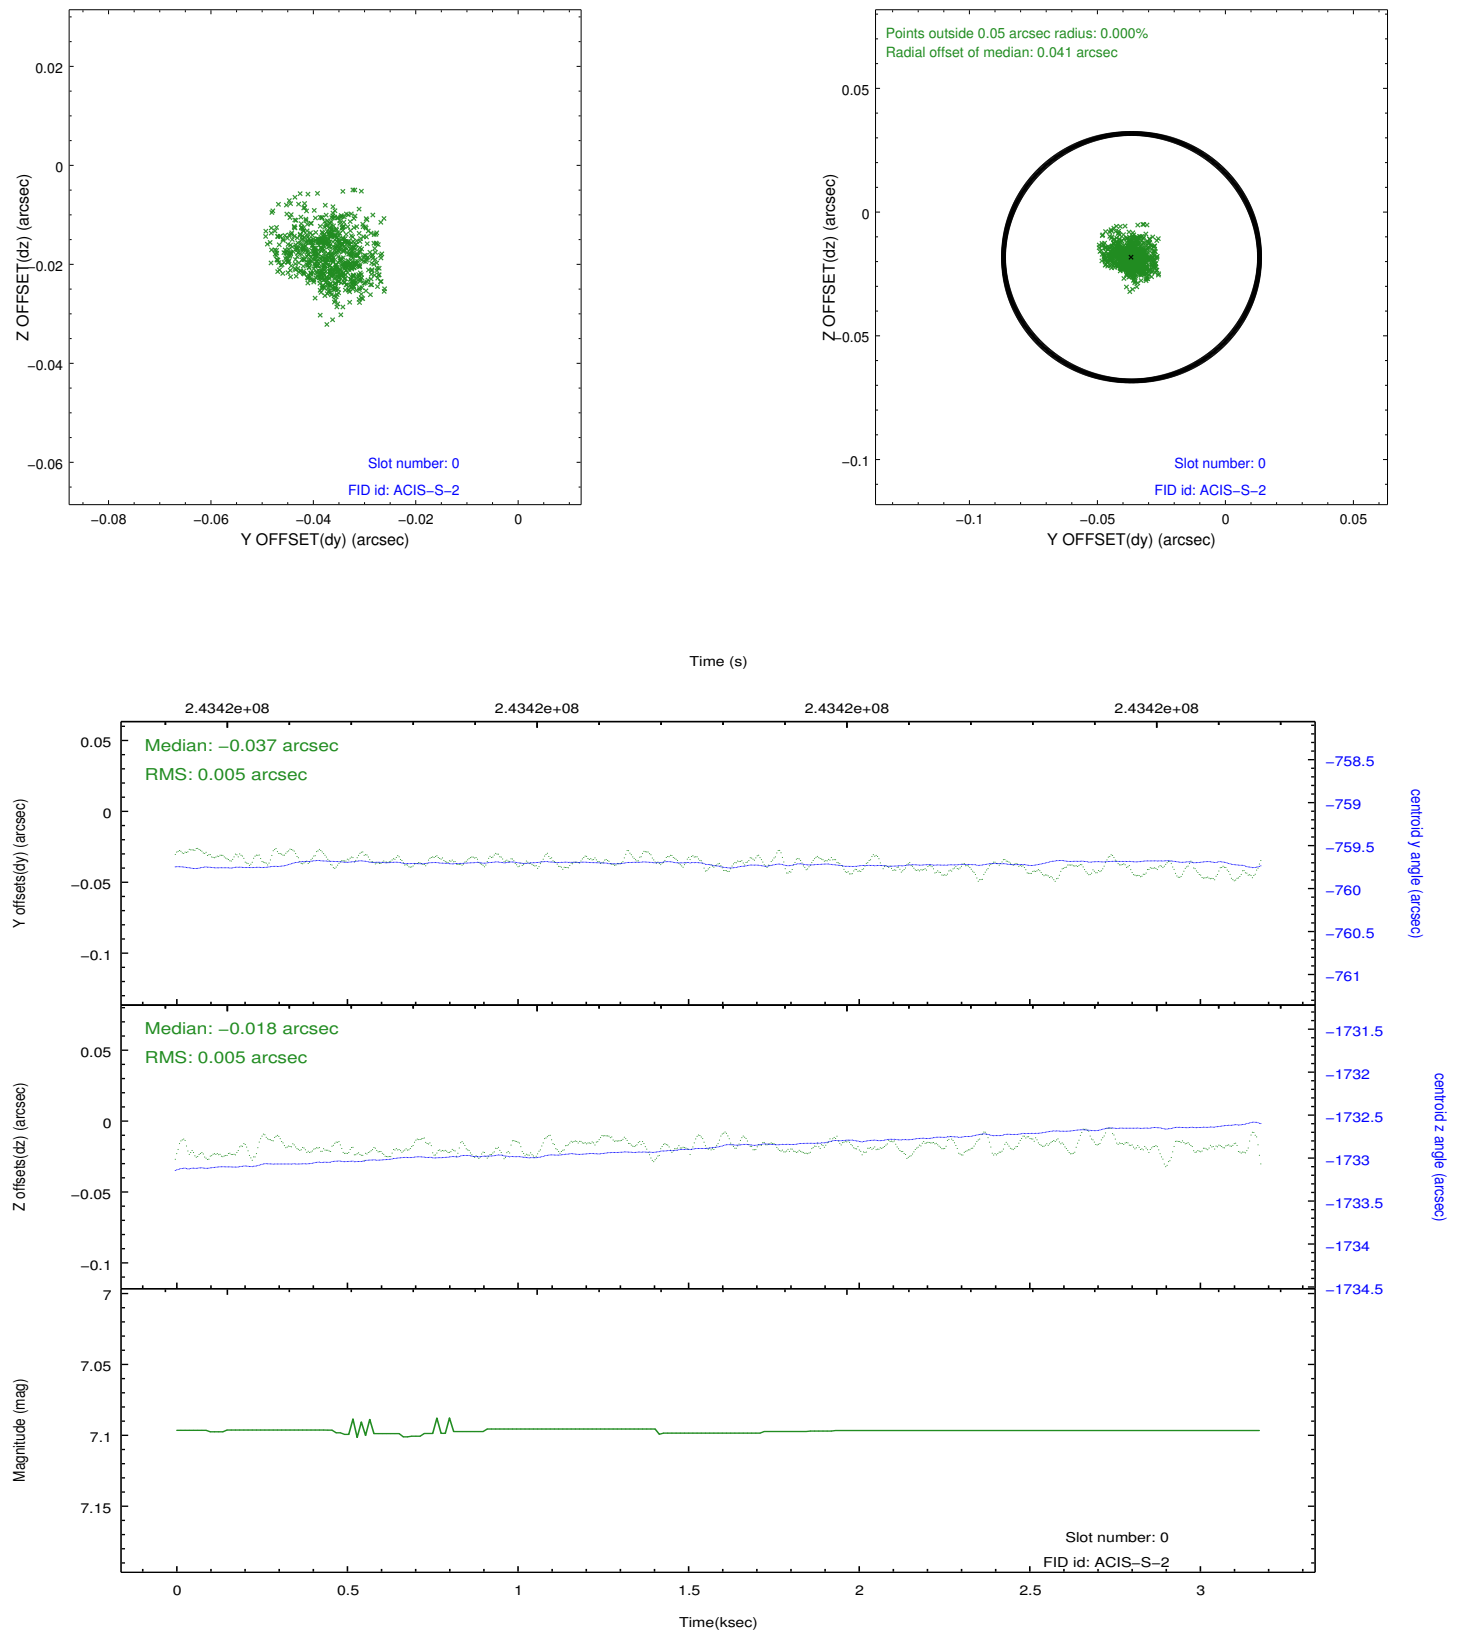 0.02
0
−0.02
−0.04
−0.06
Z OFFSET(dz) (arcsec)
Slot number: 0
FID id: ACIS−S−2
−0.08 −0.06 −0.04 −0.02 0
Y OFFSET(dy) (arcsec)
Points outside 0.05 arcsec radius: 0.000%
Radial offset of median: 0.041 arcsec
0.05
0
−0.05
−0.1
Z OFFSET(dz) (arcsec)
Slot number: 0
FID id: ACIS−S−2
−0.1 −0.05 0 0.05
Y OFFSET(dy) (arcsec)
Time (s)
2.4342e+08 2.4342e+08 2.4342e+08 2.4342e+08
Median: −0.037 arcsec
RMS: 0.005 arcsec
0.05
0
−0.05
−0.1
Y offsets(dy) (arcsec)
−758.5
−759
−759.5
−760
−760.5
−761
centroid y angle (arcsec)
Median: −0.018 arcsec
RMS: 0.005 arcsec
0.05
0
−0.05
−0.1
Z offsets(dz) (arcsec)
−1731.5
−1732
−1732.5
−1733
−1733.5
−1734
−1734.5
centroid z angle (arcsec)
7
7.05
7.1
7.15
Magnitude (mag)
Slot number: 0
FID id: ACIS−S−2
0 0.5 1 1.5 2 2.5 3
Time(ksec)